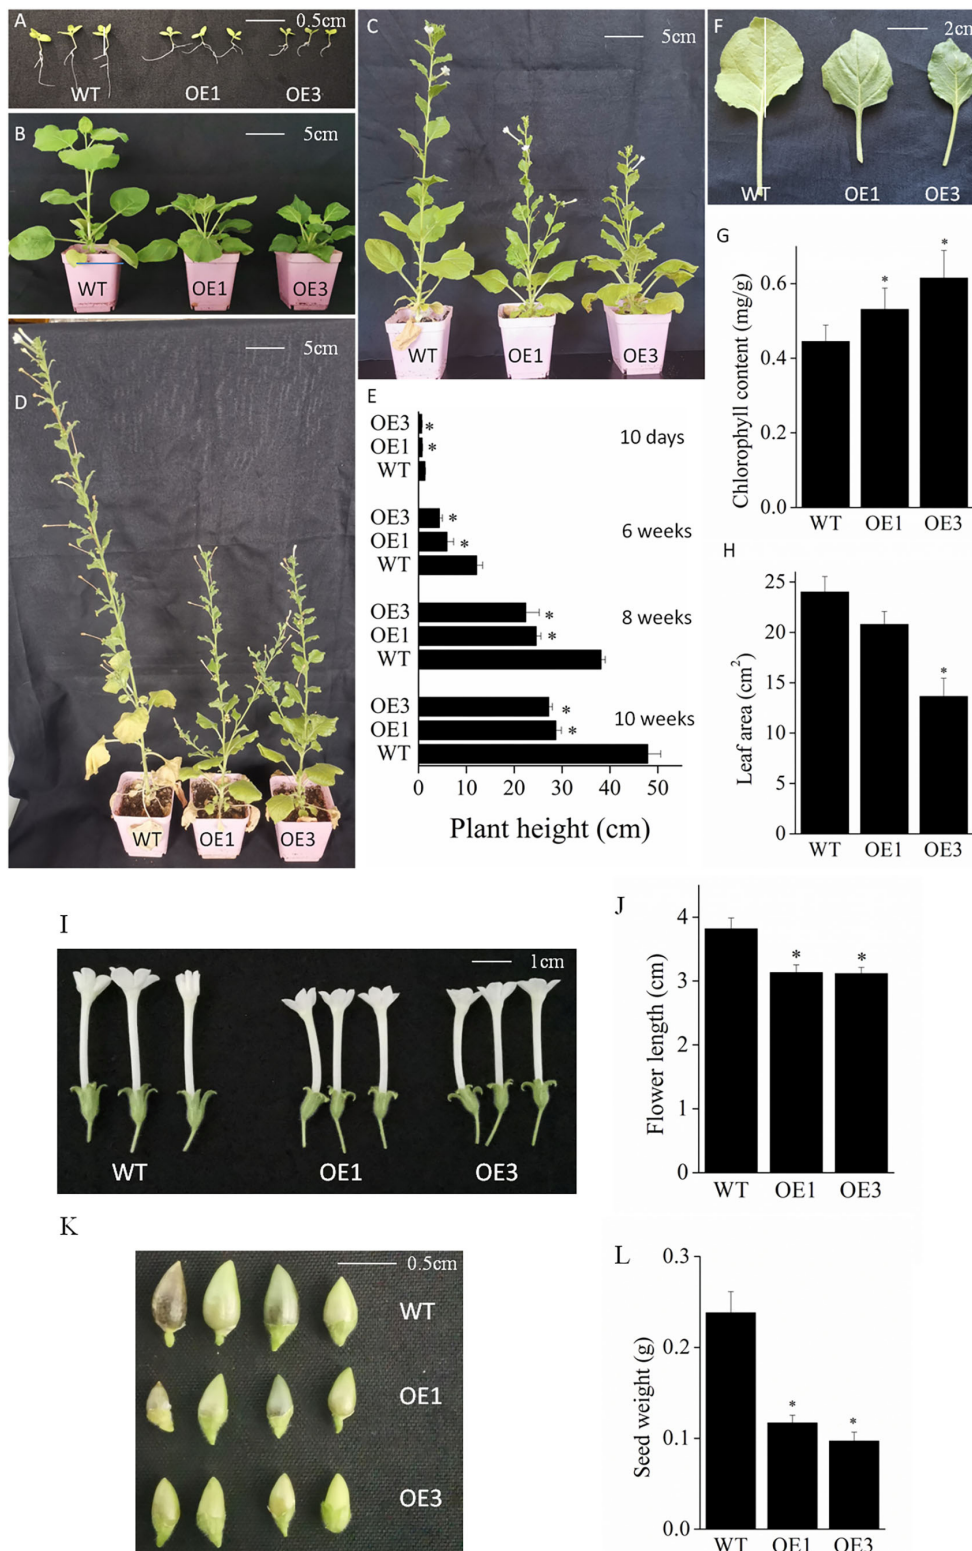 A
0.5cm
WT OE1 OE3
B
5cm
WT OE1 OE3
C
5cm
WT OE1 OE3
D
5cm
WT OE1 OE3
E
OE3 * 10 days
OE1 *
WT
OE3 * 6 weeks
OE1 *
WT
OE3 * 8 weeks
OE1 *
WT
OE3 * 10 weeks
OE1 *
WT
0 10 20 30 40 50
Plant height (cm)
F
2cm
WT OE1 OE3
G
Chlorophyll content (mg/g)
0.6
0.4
0.2
0.0
* *
WT OE1 OE3
H
Leaf area (cm²)
25
20
15
10
5
0
*
WT OE1 OE3
I
1cm
WT OE1 OE3
J
Flower length (cm)
4
3
2
1
0
* *
WT OE1 OE3
K
0.5cm
WT
OE1
OE3
L
Seed weight (g)
0.3
0.2
0.1
0.0
* *
WT OE1 OE3